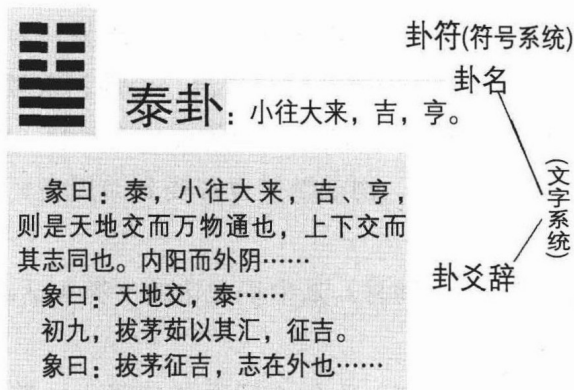 卦符(符号系统)
卦名
泰卦：小往大来，吉，亨。
彖曰：泰，小往大来，吉、亨，
则是天地交而万物通也，上下交而
其志同也。内阳而外阴……
象曰：天地交，泰……
初九，拔茅茹以其汇，征吉。
象曰：拔茅征吉，志在外也……
(文字系统)
卦爻辞